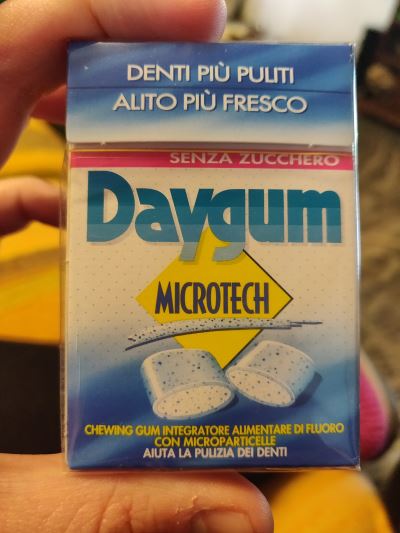 DENTI PIÙ PULITI
ALITO PIÙ FRESCO
SENZA ZUCCHERO
Daygum
MICROTECH
CHEWING GUM INTEGRATORE ALIMENTARE DI FLUORO
CON MICROPARTICELLE
AIUTA LA PULIZIA DEI DENTI